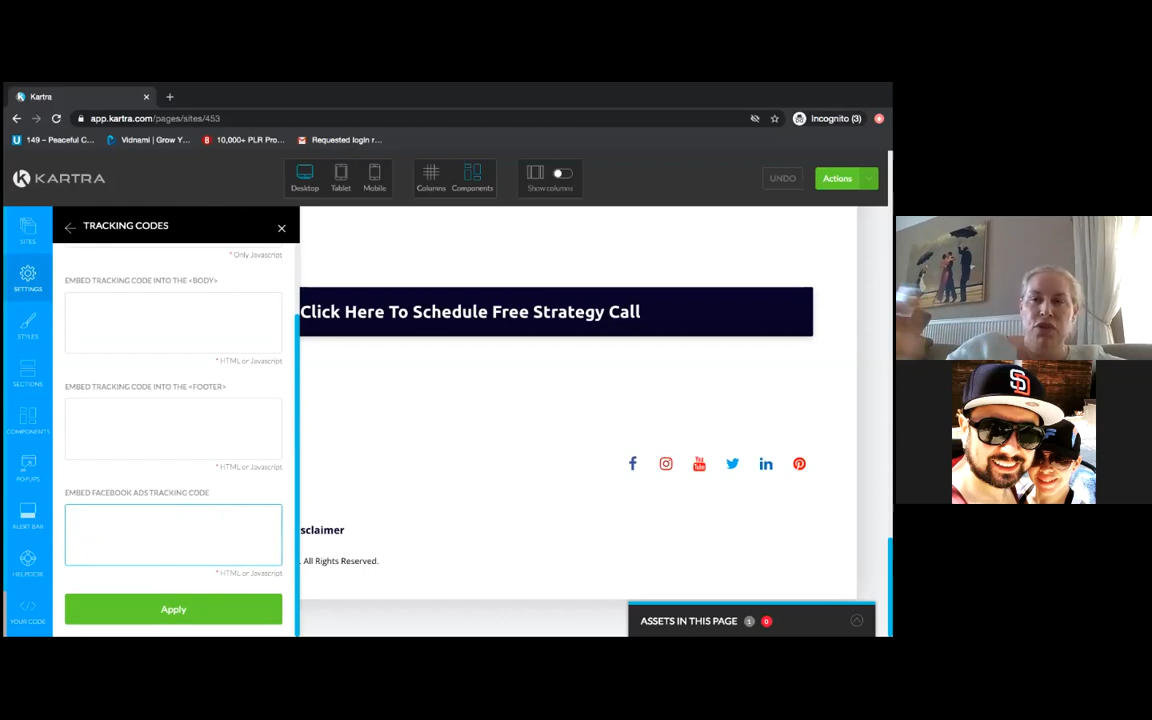 Kartra
app.kartra.com/pages/sites/453
Incognito (3)
149 – Peaceful C...
Vidnami | Grow Y...
10,000+ PLR Pro...
Requested login r...
KARTRA
Desktop
Tablet
Mobile
Columns
Components
Show columns
UNDO
Actions
SITES
SETTINGS
STYLES
SECTIONS
COMPONENTS
POPUPS
ALERT BAR
HELPDESK
YOUR CODE
TRACKING CODES
* Only Javascript
EMBED TRACKING CODE INTO THE <BODY>
* HTML or Javascript
EMBED TRACKING CODE INTO THE <FOOTER>
* HTML or Javascript
EMBED FACEBOOK ADS TRACKING CODE
* HTML or Javascript
Apply
Click Here To Schedule Free Strategy Call
You
Tube
sclaimer
. All Rights Reserved.
ASSETS IN THIS PAGE 1 0
SD